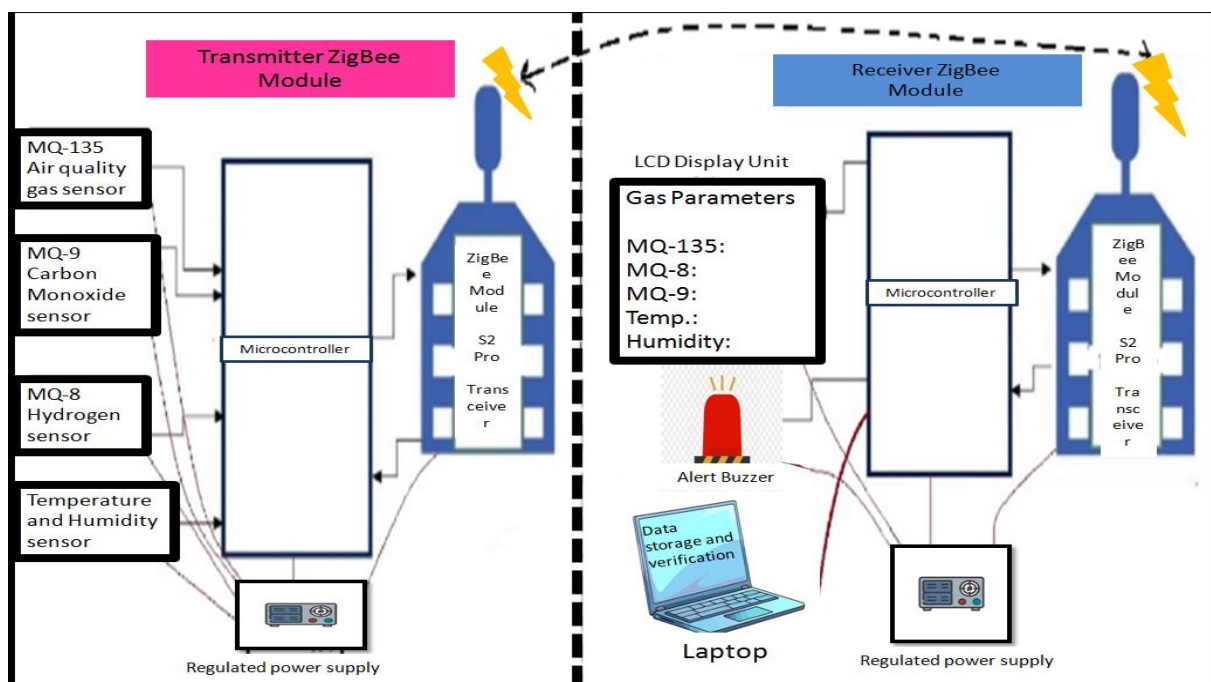 Transmitter ZigBee
Module
MQ-135
Air quality
gas sensor
MQ-9
Carbon
Monoxide
sensor
MQ-8
Hydrogen
sensor
Temperature
and Humidity
sensor
Microcontroller
ZigBe
e
Mod
ule
S2
Pro
Trans
ceive
r
Regulated power supply
Receiver ZigBee
Module
LCD Display Unit
Gas Parameters
MQ-135:
MQ-8:
MQ-9:
Temp.:
Humidity:
Microcontroller
ZigB
ee
Mo
dul
e
S2
Pro
Tra
nsc
eive
r
Alert Buzzer
Data
storage and
verification
Laptop
Regulated power supply